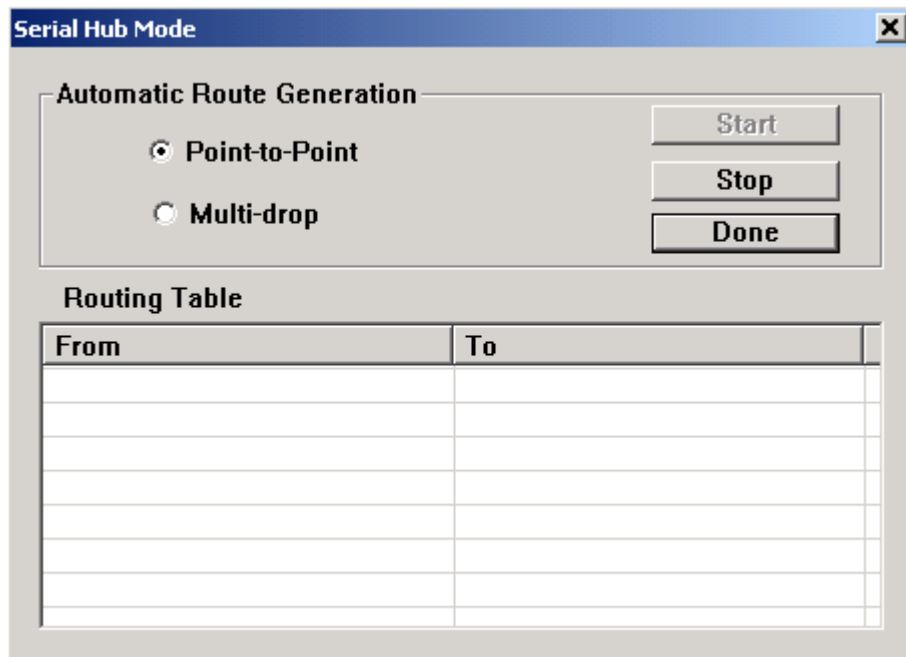 Serial Hub Mode
Automatic Route Generation
Point-to-Point
Multi-drop
Start
Stop
Done
Routing Table
From To